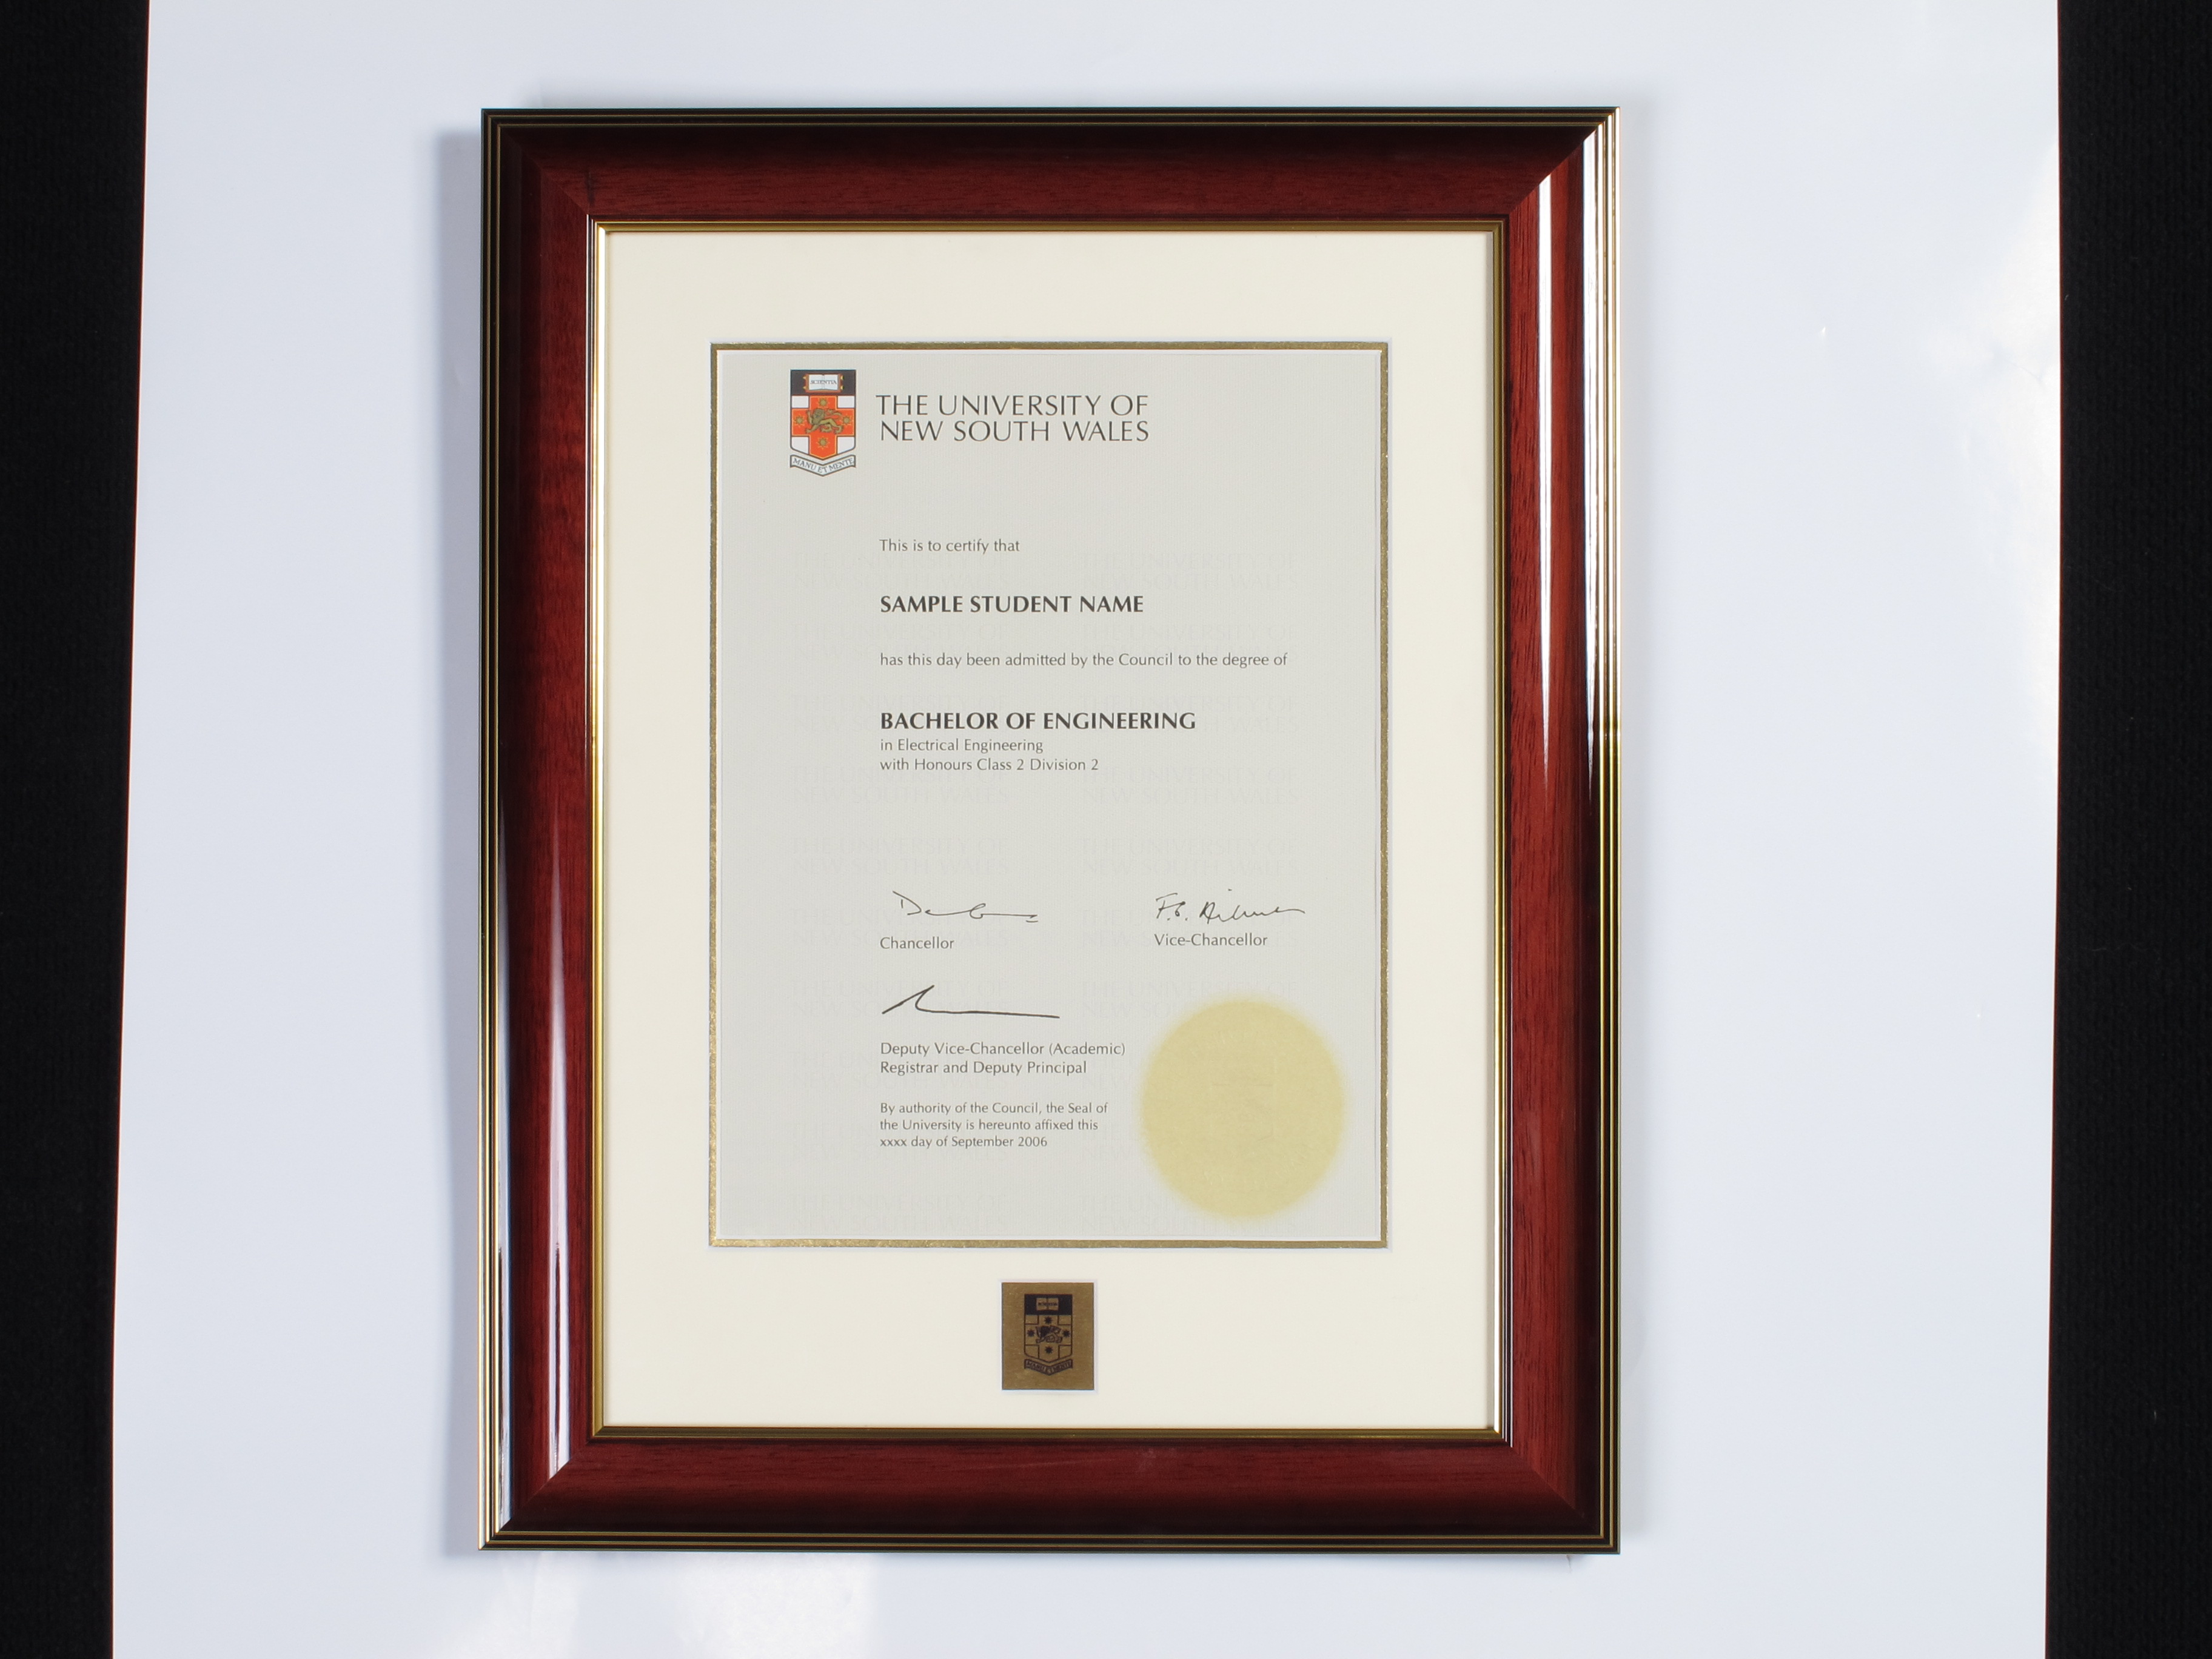 SCIENTIA
THE UNIVERSITY OF
NEW SOUTH WALES
MANU ET MENTE
This is to certify that
SAMPLE STUDENT NAME
has this day been admitted by the Council to the degree of
BACHELOR OF ENGINEERING
in Electrical Engineering
with Honours Class 2 Division 2
Chancellor
Vice-Chancellor
Deputy Vice-Chancellor (Academic)
Registrar and Deputy Principal
By authority of the Council, the Seal of
the University is hereunto affixed this
xxxx day of September 2006